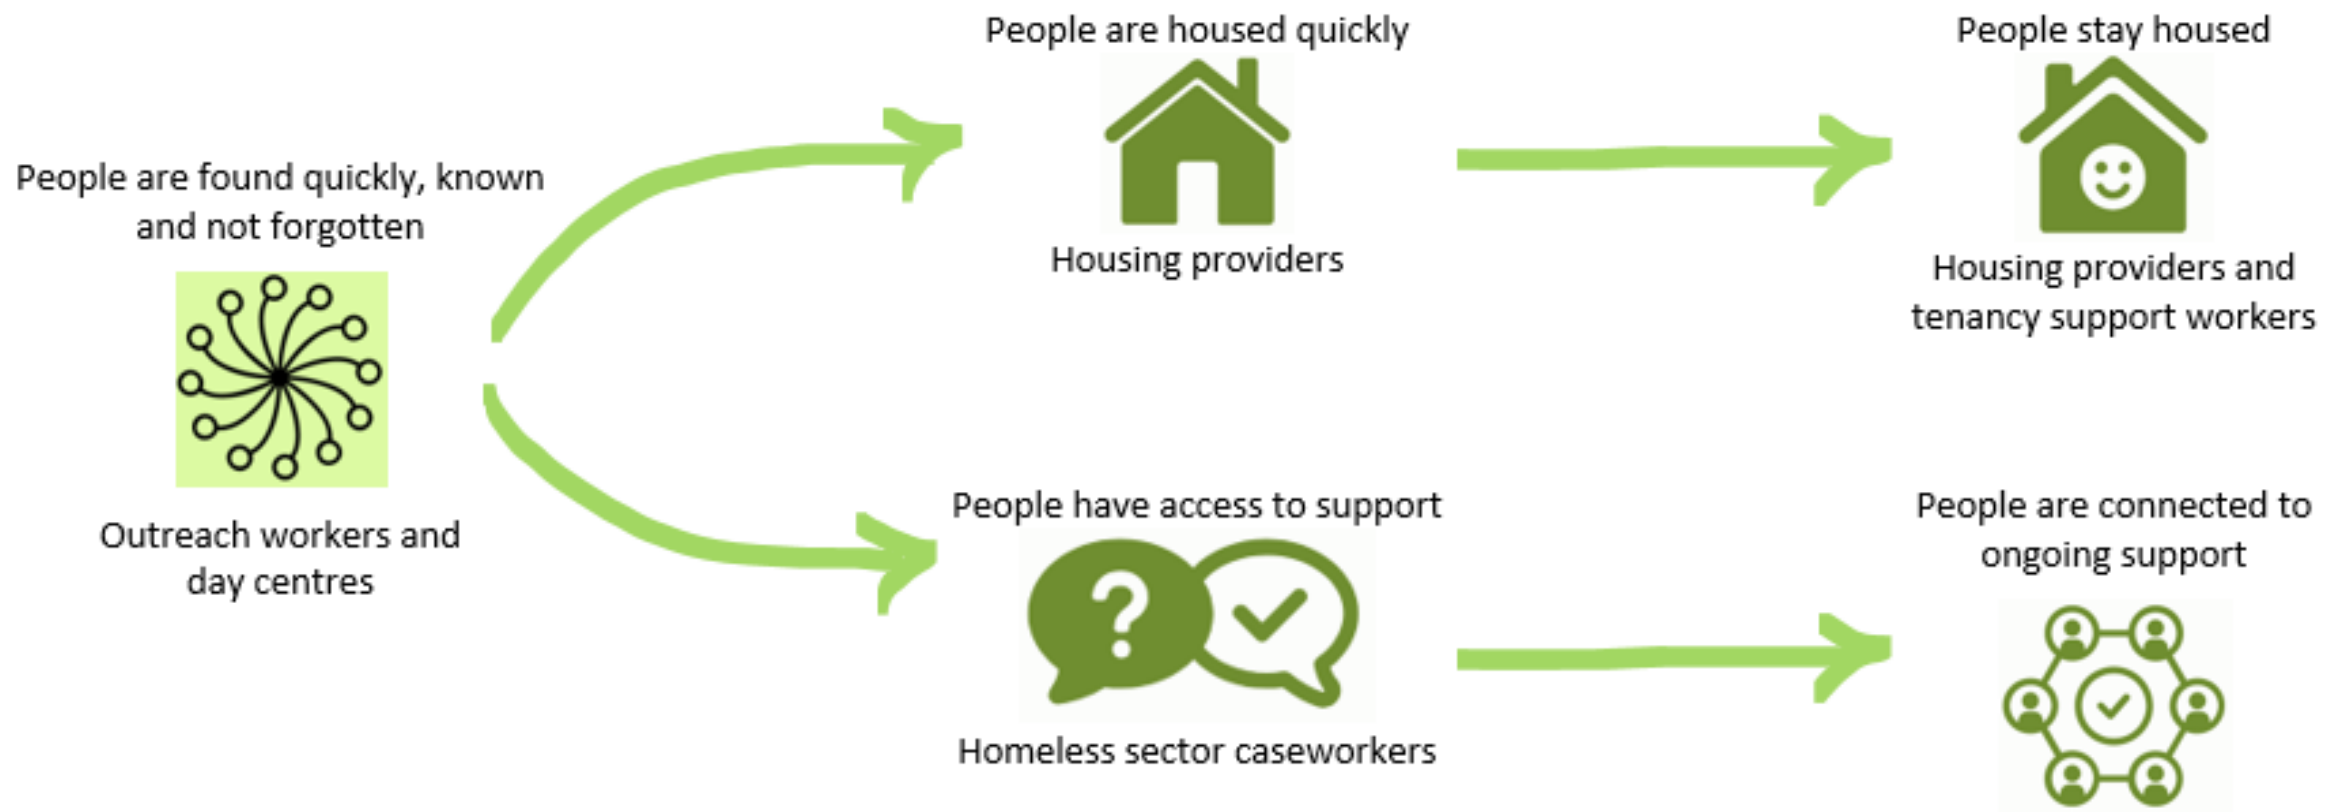 People are found quickly, known
and not forgotten
Outreach workers and
day centres
People are housed quickly
Housing providers
People stay housed
Housing providers and
tenancy support workers
People have access to support
?
Homeless sector caseworkers
People are connected to
ongoing support